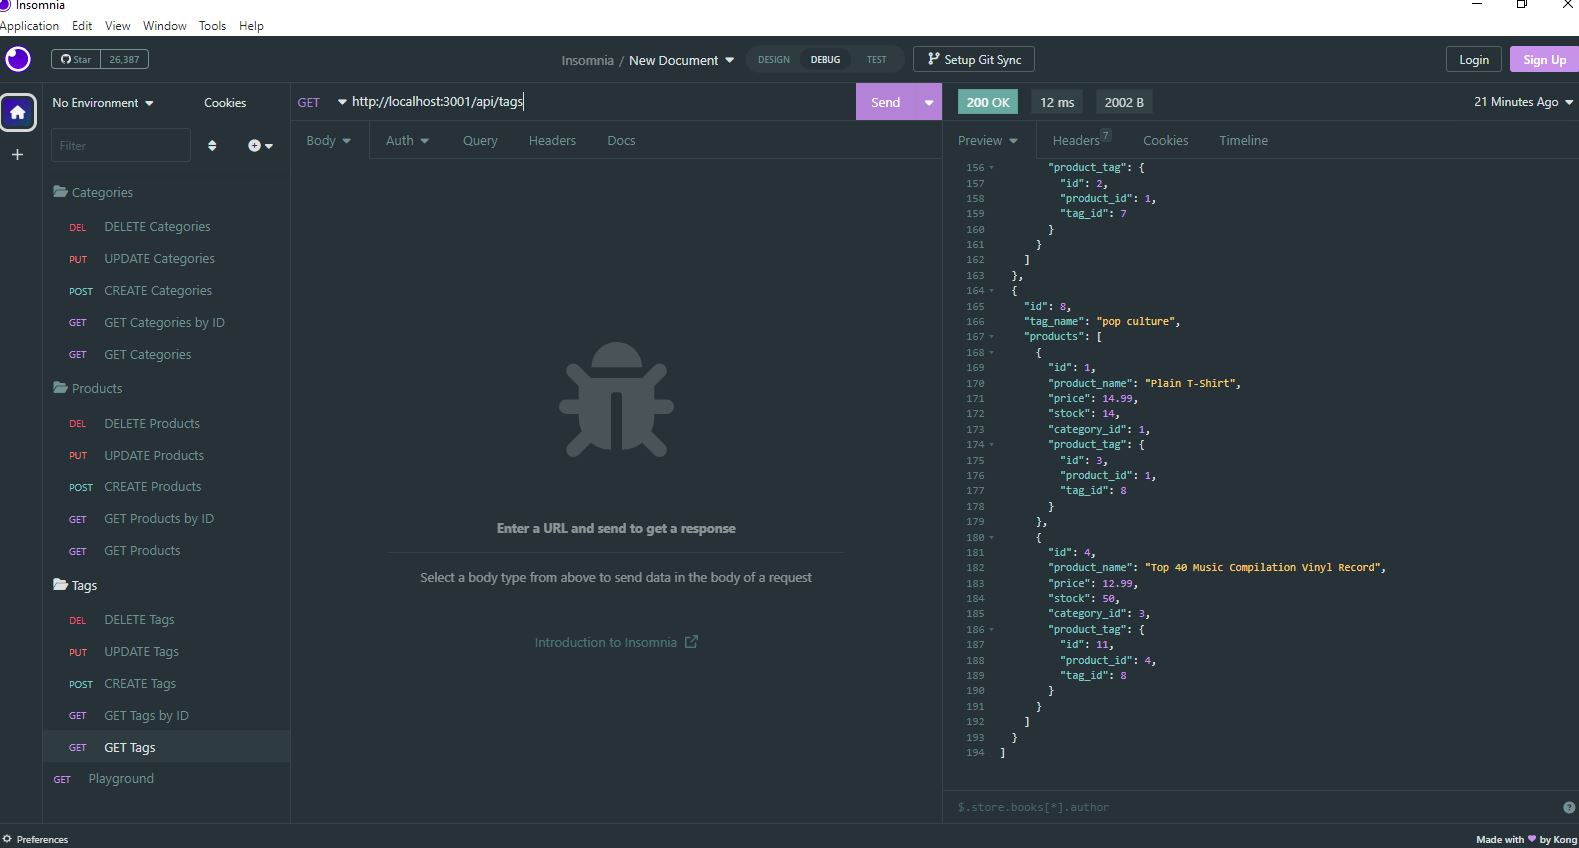 Insomnia
Application Edit View Window Tools Help
Star 26,387
Insomnia / New Document
DESIGN DEBUG TEST
Setup Git Sync
Login Sign Up
No Environment Cookies
Filter
Categories
DEL DELETE Categories
PUT UPDATE Categories
POST CREATE Categories
GET GET Categories by ID
GET GET Categories
Products
DEL DELETE Products
PUT UPDATE Products
POST CREATE Products
GET GET Products by ID
GET GET Products
Tags
DEL DELETE Tags
PUT UPDATE Tags
POST CREATE Tags
GET GET Tags by ID
GET GET Tags
GET Playground
GET http://localhost:3001/api/tags Send
Body Auth Query Headers Docs
Enter a URL and send to get a response
Select a body type from above to send data in the body of a request
Introduction to Insomnia
200 OK 12 ms 2002 B 21 Minutes Ago
Preview Headers 7 Cookies Timeline
156 "product_tag": {
157 "id": 2,
158 "product_id": 1,
159 "tag_id": 7
160 }
161 }
162 ]
163 },
164 {
165 "id": 8,
166 "tag_name": "pop culture",
167 "products": [
168 {
169 "id": 1,
170 "product_name": "Plain T-Shirt",
171 "price": 14.99,
172 "stock": 14,
173 "category_id": 1,
174 "product_tag": {
175 "id": 3,
176 "product_id": 1,
177 "tag_id": 8
178 }
179 },
180 {
181 "id": 4,
182 "product_name": "Top 40 Music Compilation Vinyl Record",
183 "price": 12.99,
184 "stock": 50,
185 "category_id": 3,
186 "product_tag": {
187 "id": 11,
188 "product_id": 4,
189 "tag_id": 8
190 }
191 }
192 ]
193 }
194 ]
$.store.books[*].author ?
Preferences
Made with ♥ by Kong